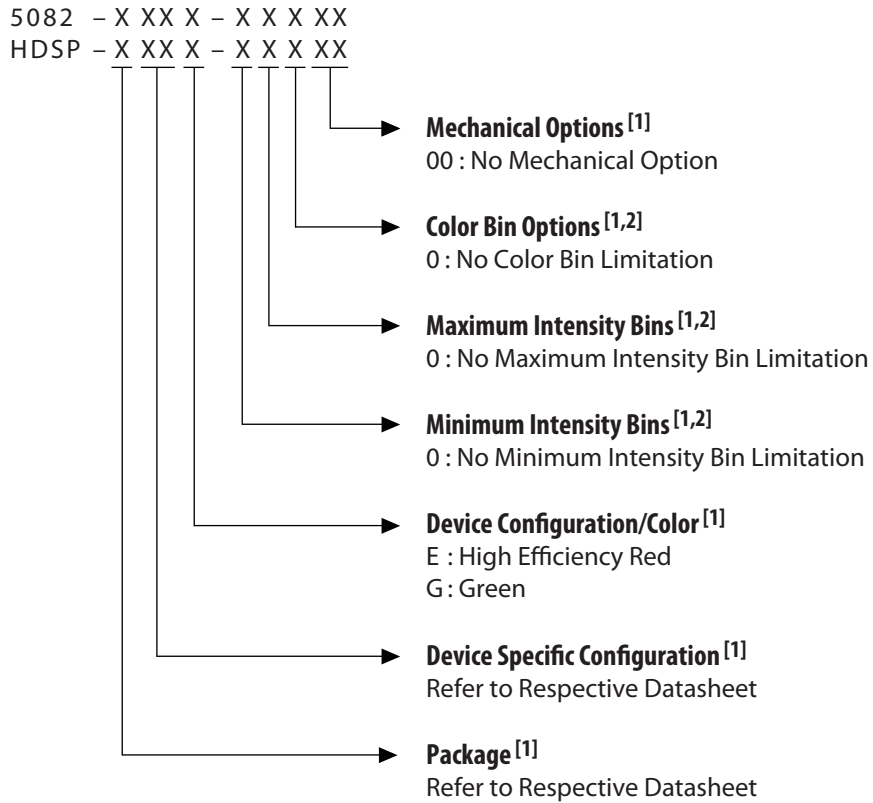 5082 – X XX X – X X X XX
HDSP – X XX X – X X X XX
Mechanical Options [1]
00 : No Mechanical Option
Color Bin Options [1,2]
0 : No Color Bin Limitation
Maximum Intensity Bins [1,2]
0 : No Maximum Intensity Bin Limitation
Minimum Intensity Bins [1,2]
0 : No Minimum Intensity Bin Limitation
Device Configuration/Color [1]
E : High Efficiency Red
G : Green
Device Specific Configuration [1]
Refer to Respective Datasheet
Package [1]
Refer to Respective Datasheet